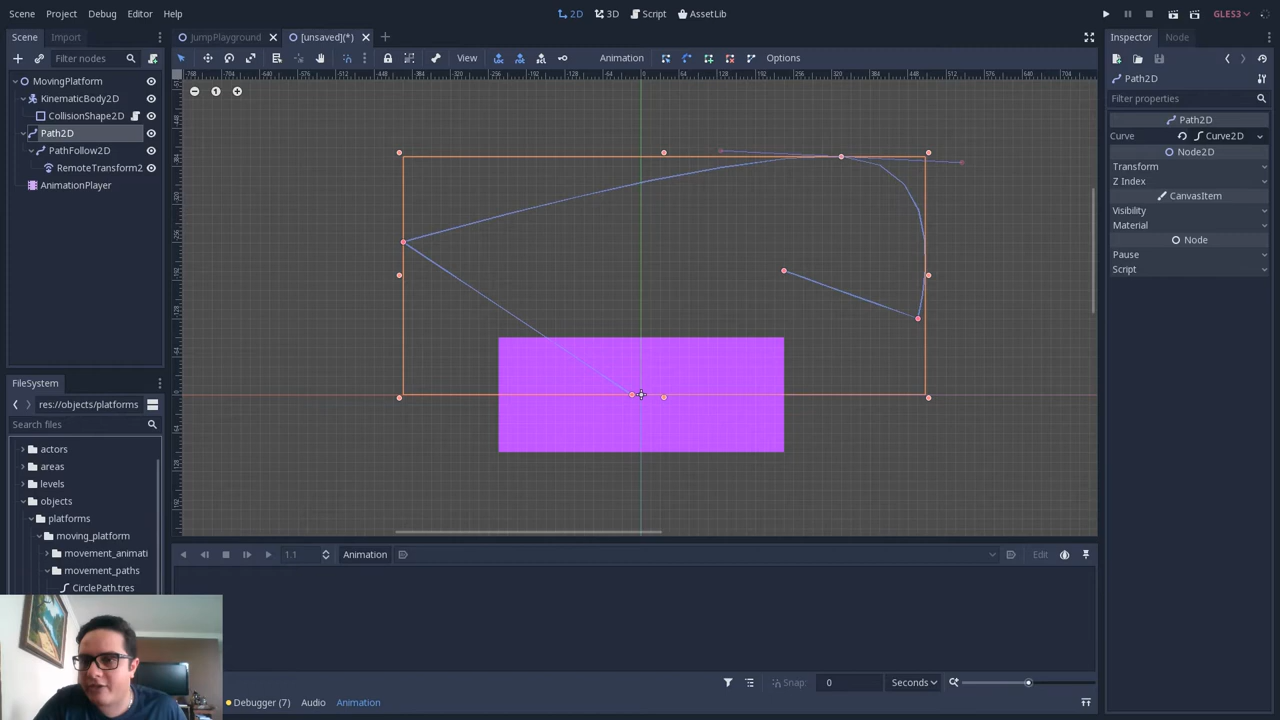 Scene Project Debug Editor Help
2D 3D Script AssetLib
GLES3
Scene Import
jumpPlayground [unsaved](*)
Inspector Node
Filter nodes
View Animation Options
Path2D
Filter properties
MovingPlatform
KinematicBody2D
CollisionShape2D
Path2D
PathFollow2D
RemoteTransform2
AnimationPlayer
Path2D
Curve Curve2D
Node2D
Transform
Z Index
CanvasItem
Visibility
Material
Node
Pause
Script
FileSystem
res://objects/platforms
Search files
actors
areas
levels
objects
platforms
moving_platform
movement_animati
movement_paths
CirclePath.tres
1.1 Animation Edit
Snap: 0 Seconds
Debugger (7) Audio Animation